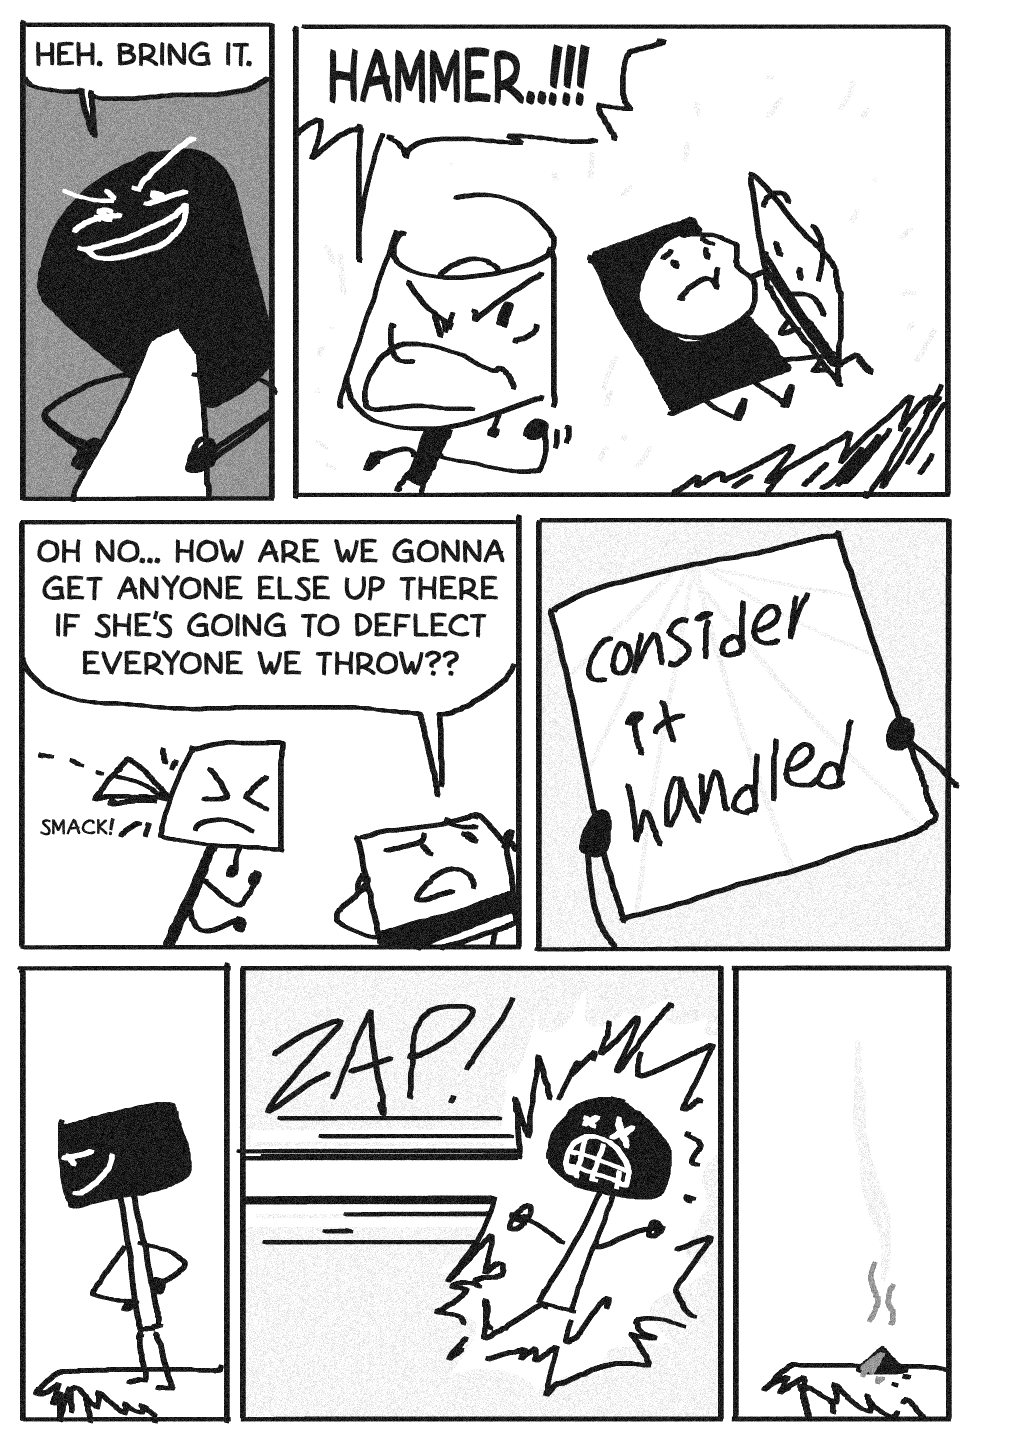 HEH. BRING IT.
HAMMER...!!!
OH NO... HOW ARE WE GONNA
GET ANYONE ELSE UP THERE
IF SHE'S GOING TO DEFLECT
EVERYONE WE THROW??
SMACK!
consider
it
handled
ZAP!